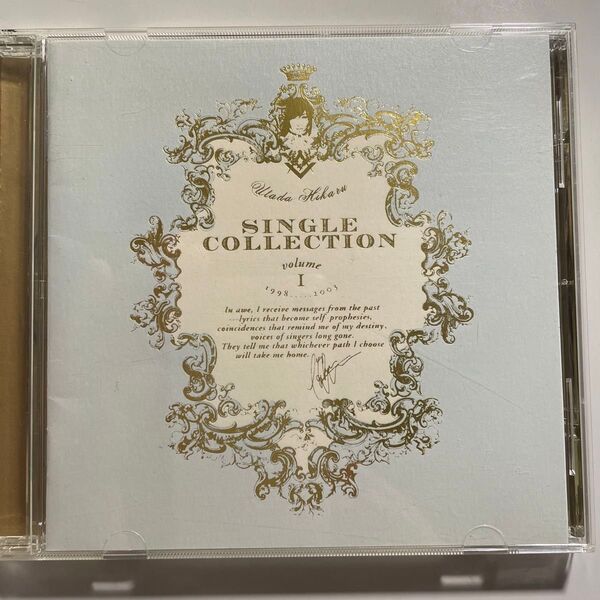 Utada Hikaru
SINGLE
COLLECTION
volume
I
1998.....2003
In awe, I receive messages from the past
...lyrics that become self prophesies,
coincidences that remind me of my destiny,
voices of singers long gone.
They tell me that whichever path I choose
will take me home.